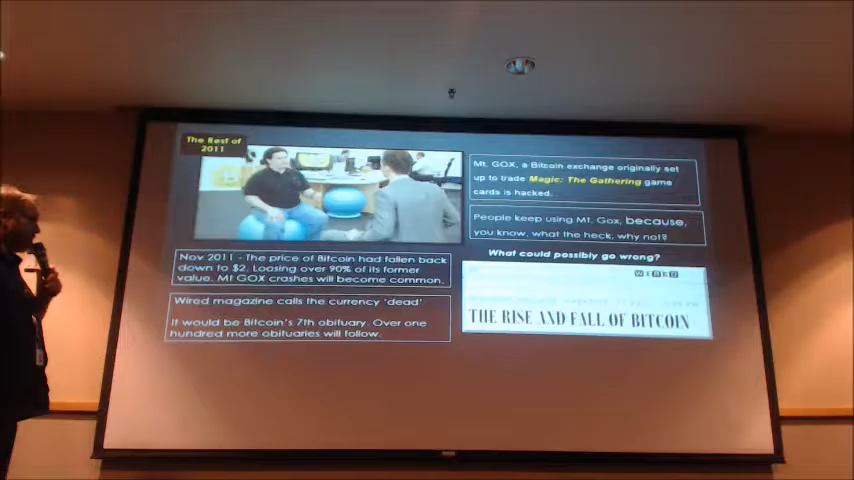 The Rest of
2011
Mt. GOX, a Bitcoin exchange originally set
up to trade Magic: The Gathering game
cards is hacked.
People keep using Mt. Gox, because,
you know, what the heck, why not?
What could possibly go wrong?
Nov 2011 - The price of Bitcoin had fallen back
down to $2. Loosing over 90% of its former
value. Mt GOX crashes will become common.
Wired magazine calls the currency 'dead'
It would be Bitcoin's 7th obituary. Over one
hundred more obituaries will follow.
WIRED
THE RISE AND FALL OF BITCOIN